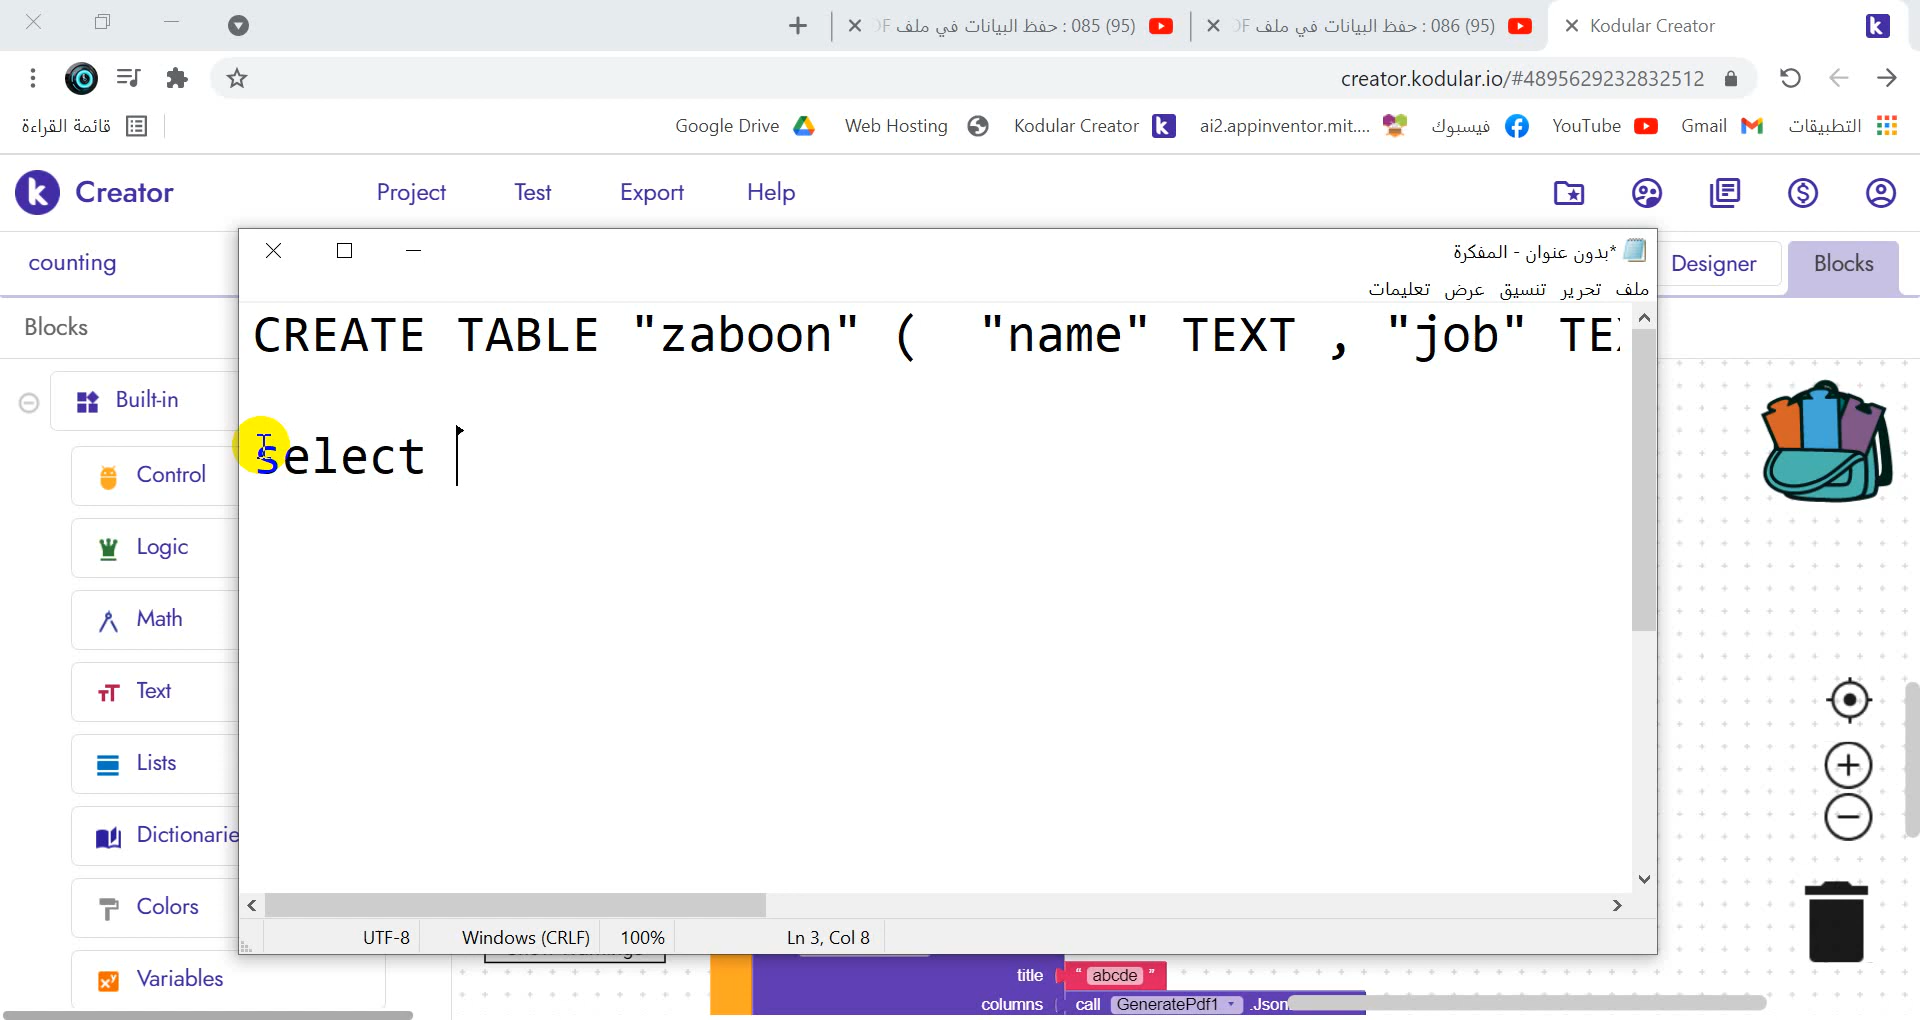 (95) 085 : حفظ البيانات في ملف
(95) 086 : حفظ البيانات في ملف
Kodular Creator
creator.kodular.io/#4895629232832512
قائمة القراءة
Google Drive
Web Hosting
Kodular Creator
ai2.appinventor.mit....
فيسبوك
YouTube
Gmail
التطبيقات
Creator
Project
Test
Export
Help
counting
*بدون عنوان - المفكرة
Designer
Blocks
ملف تحرير تنسيق عرض تعليمات
Blocks
CREATE TABLE "zaboon" ( "name" TEXT , "job" TE
select
Built-in
Control
Logic
Math
Text
Lists
Dictionarie
Colors
Variables
UTF-8
Windows (CRLF)
100%
Ln 3, Col 8
title
" abcde "
columns
call GeneratePdf1 .Json